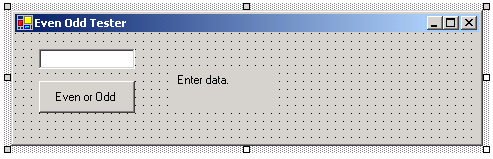 Even Odd Tester
Enter data.
Even or Odd